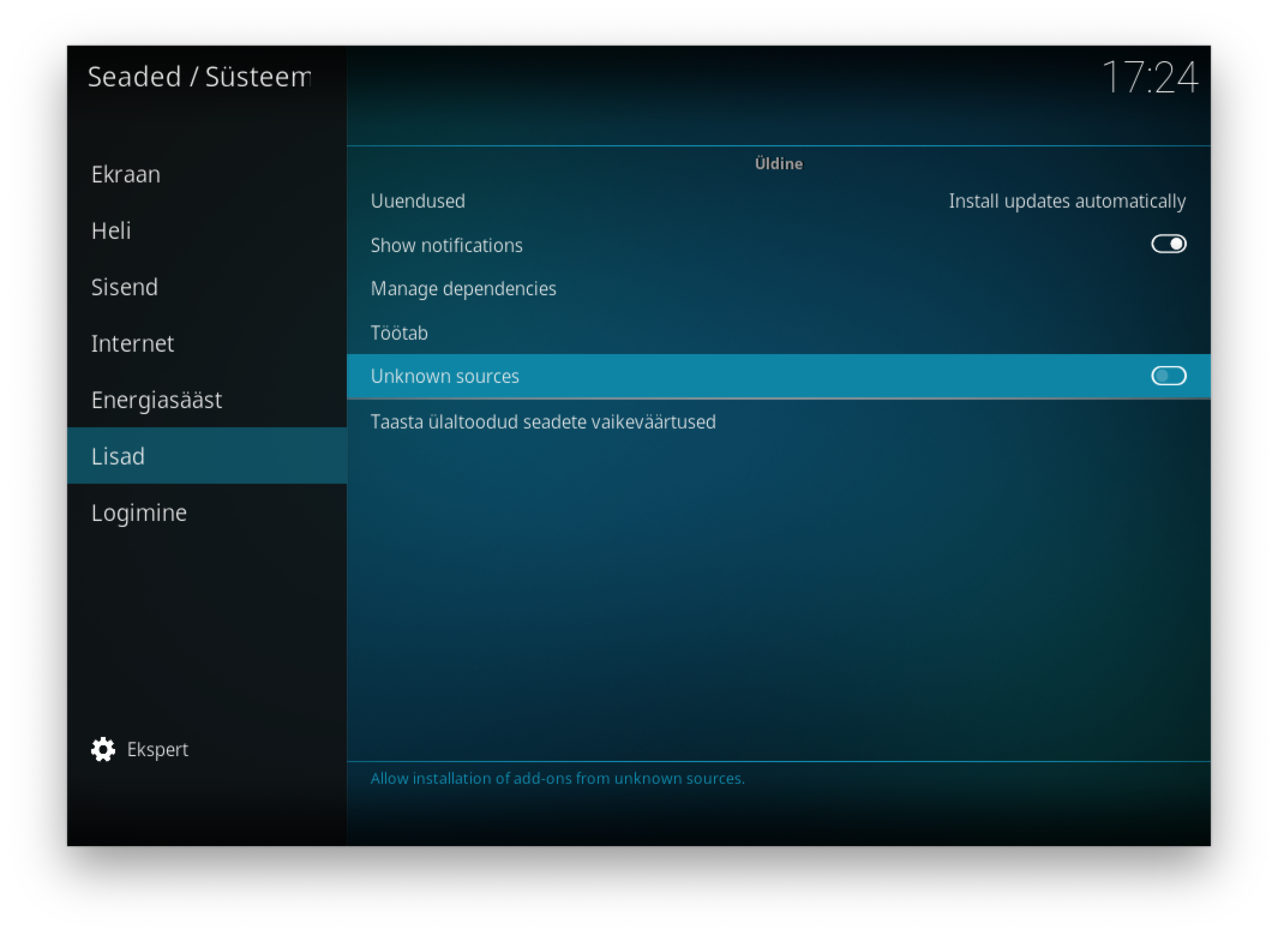 Seaded / Süsteem
17:24
Ekraan
Heli
Sisend
Internet
Energiasääst
Lisad
Logimine
Ekspert
Üldine
Uuendused Install updates automatically
Show notifications
Manage dependencies
Töötab
Unknown sources
Taasta ülaltoodud seadete vaikeväärtused
Allow installation of add-ons from unknown sources.